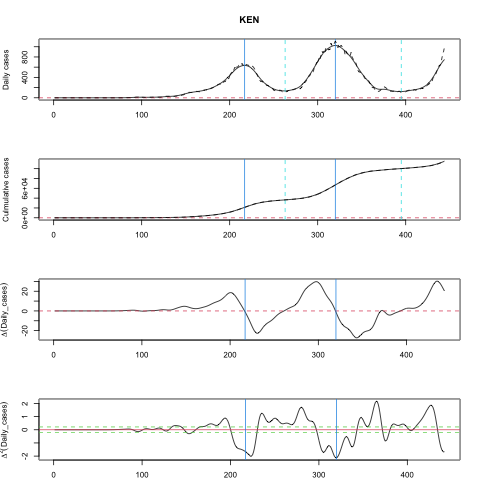 KEN
Daily cases
0 400 800
0 100 200 300 400
Culmulative cases
0e+00 6e+04
0 100 200 300 400
Δ(Daily_cases)
-20 0 20
0 100 200 300 400
Δ²(Daily_cases)
-2 0 1 2
0 100 200 300 400